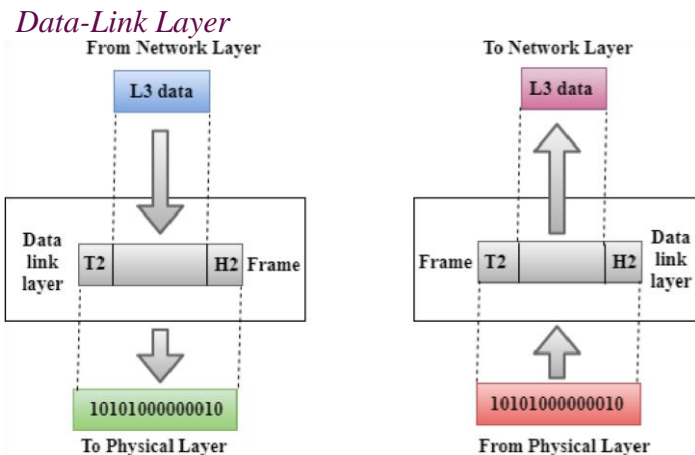 Data-Link Layer
From Network Layer
L3 data
Data
link
layer
T2
H2
Frame
10101000000010
To Physical Layer
To Network Layer
L3 data
Frame
T2
H2
Data
link
layer
10101000000010
From Physical Layer